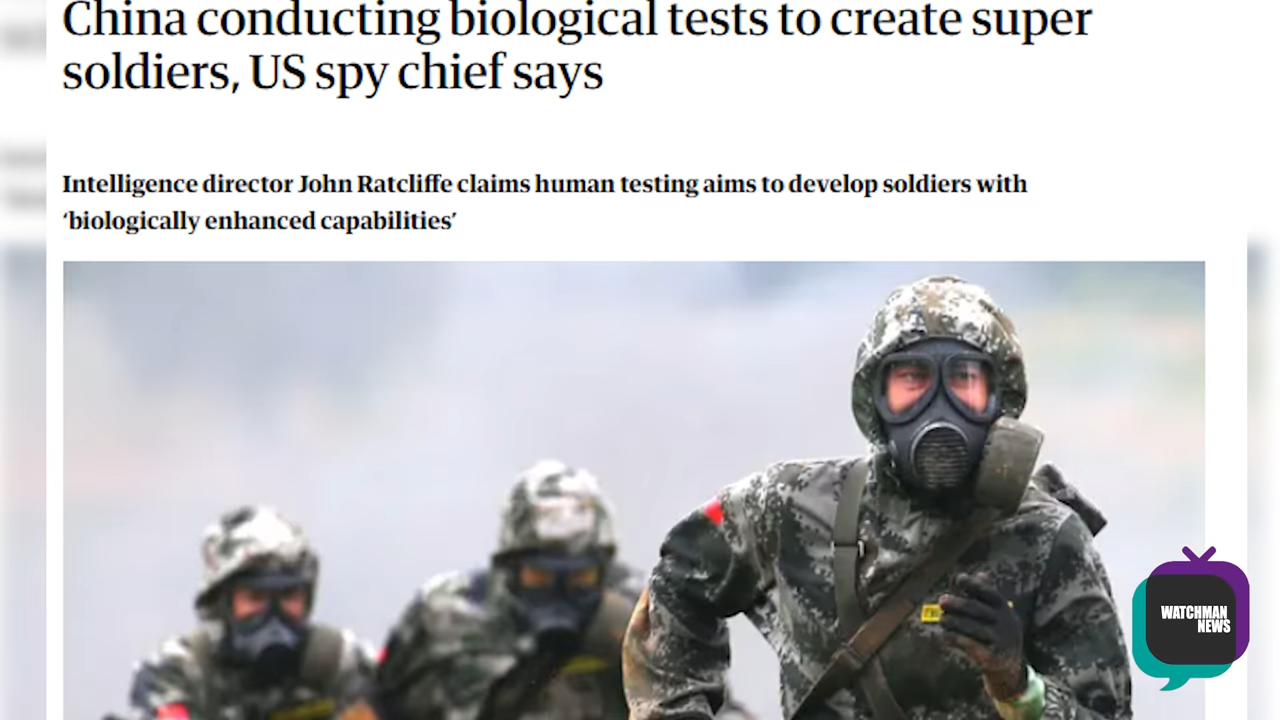 China conducting biological tests to create super
soldiers, US spy chief says
Intelligence director John Ratcliffe claims human testing aims to develop soldiers with
‘biologically enhanced capabilities’
WATCHMAN
NEWS